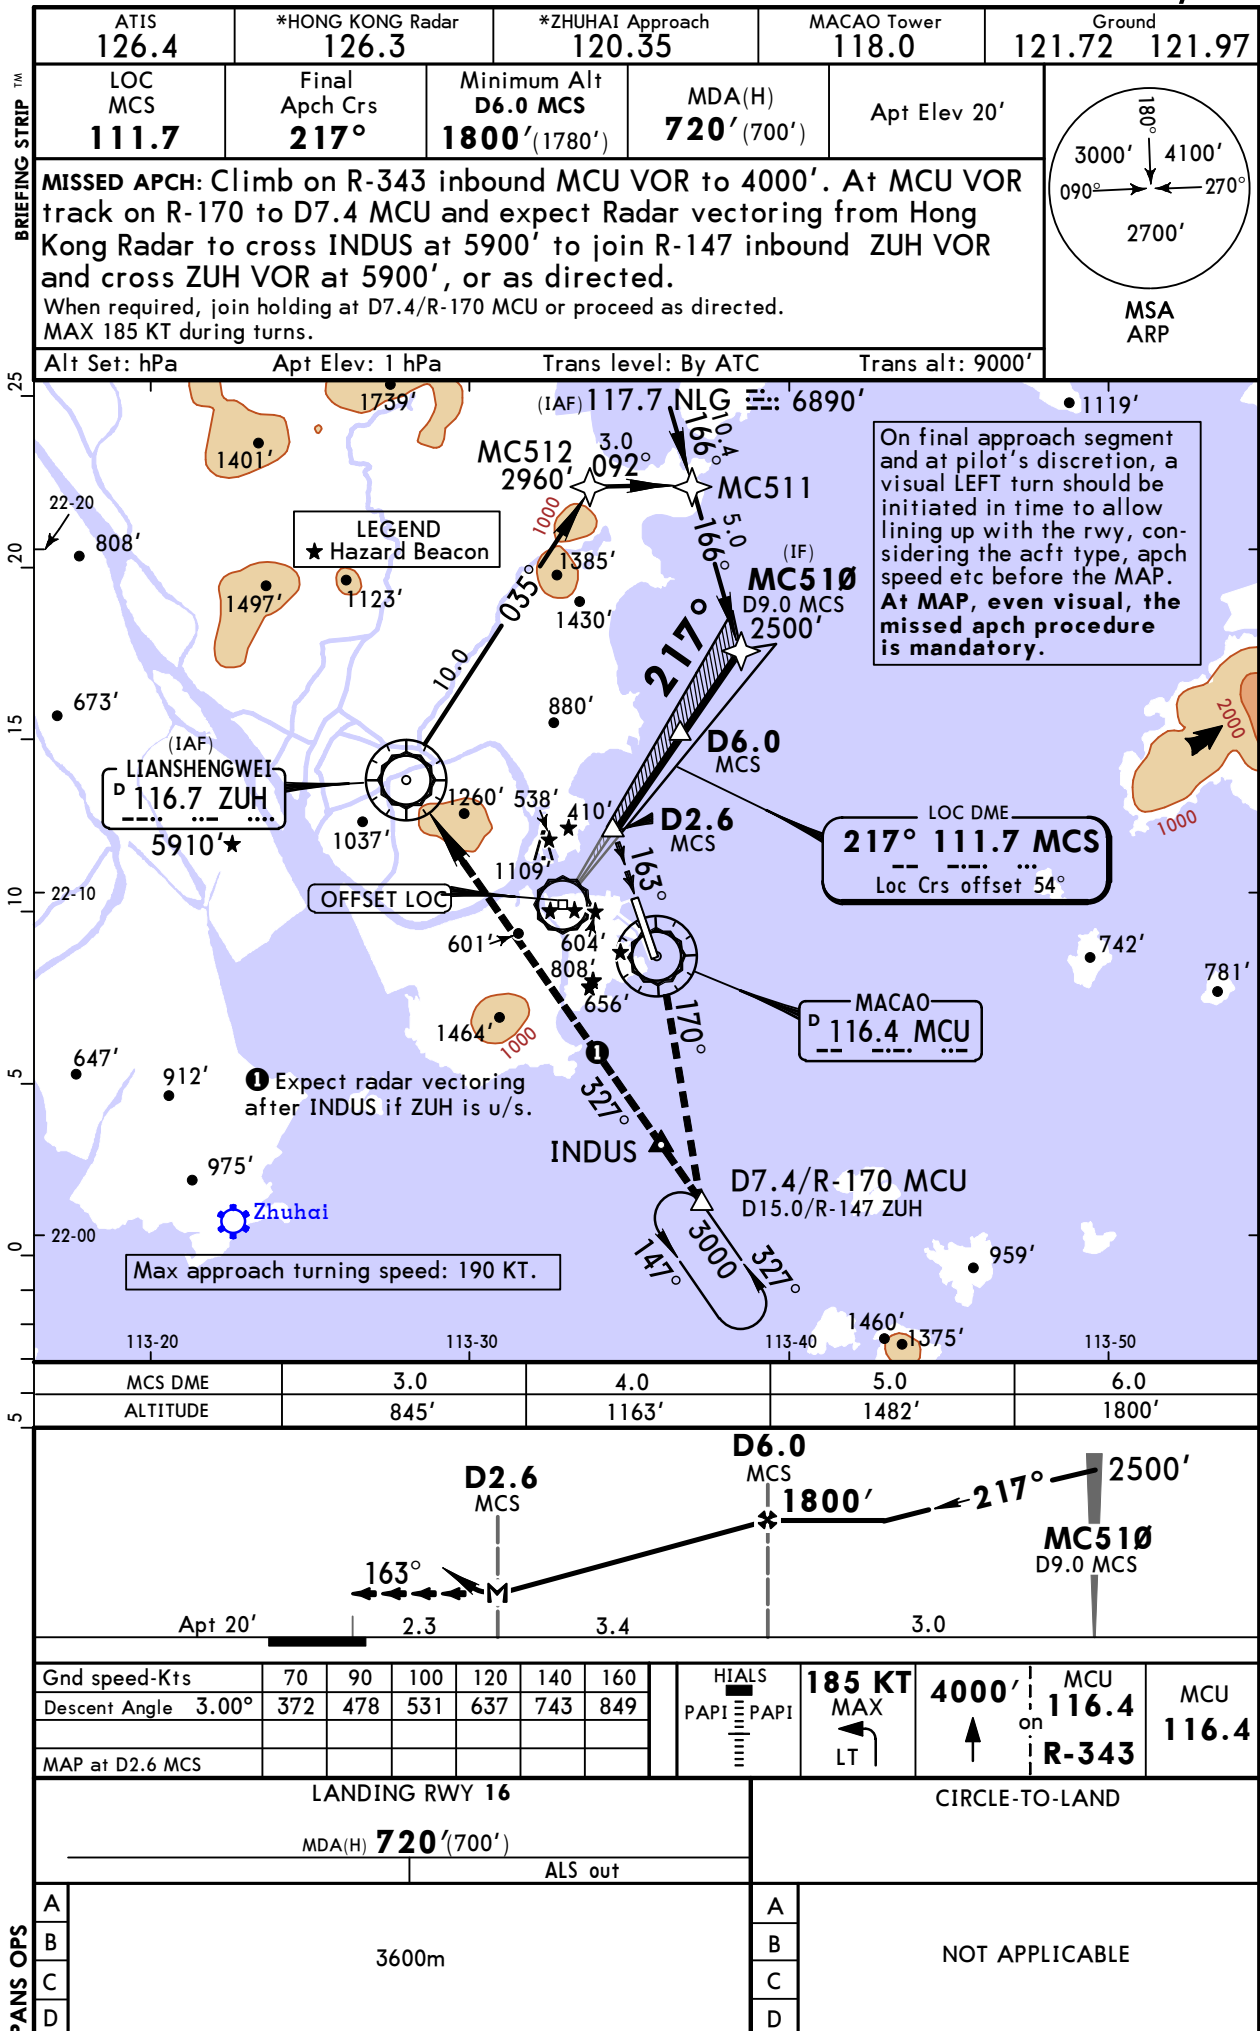 ATIS
126.4
*HONG KONG Radar
126.3
*ZHUHAI Approach
120.35
MACAO Tower
118.0
Ground
121.72 121.97
BRIEFING STRIP ™
LOC
MCS
111.7
Final
Apch Crs
217°
Minimum Alt
D6.0 MCS
1800′(1780′)
MDA(H)
720′(700′)
Apt Elev 20′
180°
3000′ 4100′
090° 270°
2700′
MSA
ARP
MISSED APCH: Climb on R-343 inbound MCU VOR to 4000′. At MCU VOR
track on R-170 to D7.4 MCU and expect Radar vectoring from Hong
Kong Radar to cross INDUS at 5900′ to join R-147 inbound ZUH VOR
and cross ZUH VOR at 5900′, or as directed.
When required, join holding at D7.4/R-170 MCU or proceed as directed.
MAX 185 KT during turns.
Alt Set: hPa Apt Elev: 1 hPa Trans level: By ATC Trans alt: 9000′
25
1739′
(IAF) 117.7 NLG 6890′
1119′
1401′
MC512
2960′
3.0
092°
10.4
166°
MC511
On final approach segment
and at pilot's discretion, a
visual LEFT turn should be
initiated in time to allow
lining up with the rwy, con-
sidering the acft type, apch
speed etc before the MAP.
At MAP, even visual, the
missed apch procedure
is mandatory.
22-20
LEGEND
★ Hazard Beacon
1000
5.0
166°
20
808′
1385′
(IF)
MC51Ø
D9.0 MCS
2500′
1497′
1123′
035°
1430′
217°
10.0
673′
880′
2000
15
(IAF)
LIANSHENGWEI
D 116.7 ZUH
5910′
D6.0
MCS
1260′
538′
410′
1037′
D2.6
MCS
1000
LOC DME
217° 111.7 MCS
Loc Crs offset 54°
1109′
163°
10
22-10
OFFSET LOC
601′
604′
742′
808′
656′
781′
1464′
1000
MACAO
D 116.4 MCU
170°
647′
912′
1
5
1 Expect radar vectoring
after INDUS if ZUH is u/s.
327°
INDUS
975′
D7.4/R-170 MCU
D15.0/R-147 ZUH
Zhuhai
0
22-00
3000
147°
327°
959′
Max approach turning speed: 190 KT.
1460′
1375′
113-20 113-30 113-40 113-50
MCS DME 3.0 4.0 5.0 6.0
ALTITUDE 845′ 1163′ 1482′ 1800′
5
D2.6
MCS
D6.0
MCS
1800′
217°
2500′
MC51Ø
D9.0 MCS
163°
M
Apt 20′ 2.3 3.4 3.0
Gnd speed-Kts 70 90 100 120 140 160
Descent Angle 3.00° 372 478 531 637 743 849
MAP at D2.6 MCS
HIALS
PAPI PAPI
185 KT
MAX
LT
4000′
on
MCU
116.4
R-343
MCU
116.4
LANDING RWY 16
MDA(H) 720′(700′)
ALS out
CIRCLE-TO-LAND
PANS OPS
A
B
C
D
3600m
A
B
C
D
NOT APPLICABLE